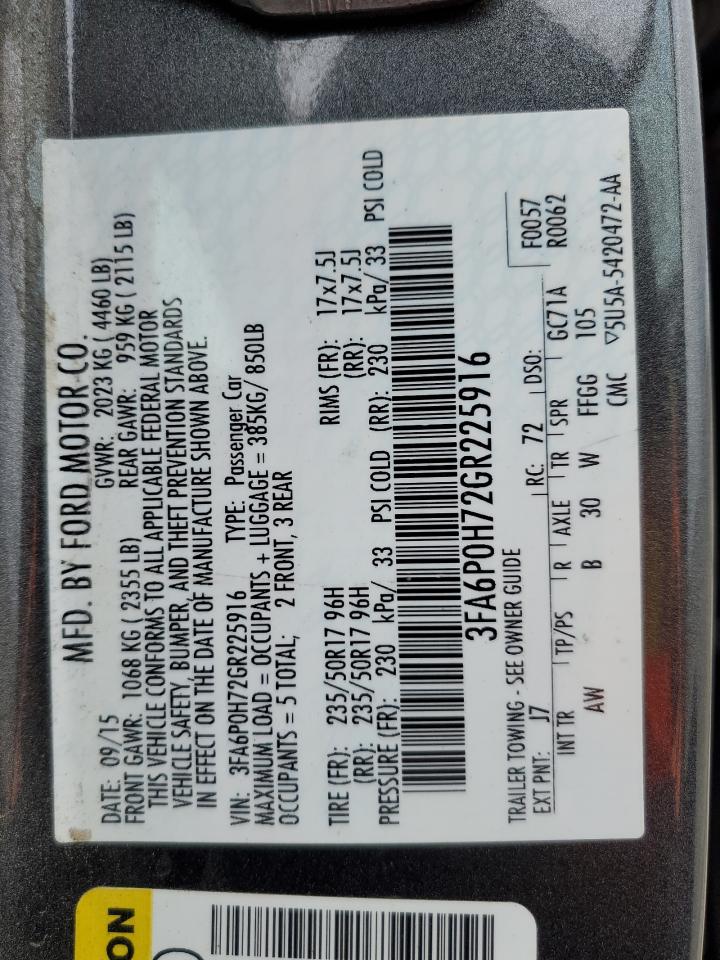 MFD. BY FORD MOTOR CO.
DATE: 09/15 GVWR: 2023 KG ( 4460 LB)
FRONT GAWR: 1068 KG ( 2355 LB) REAR GAWR: 959 KG ( 2115 LB)
THIS VEHICLE CONFORMS TO ALL APPLICABLE FEDERAL MOTOR
VEHICLE SAFETY, BUMPER, AND THEFT PREVENTION STANDARDS
IN EFFECT ON THE DATE OF MANUFACTURE SHOWN ABOVE.
VIN: 3FA6P0H72GR225916 TYPE: Passenger Car
MAXIMUM LOAD = OCCUPANTS + LUGGAGE = 385KG/ 850LB
OCCUPANTS = 5 TOTAL; 2 FRONT, 3 REAR
TIRE (FR): 235/50R17 96H RIMS (FR): 17x7.5J
(RR): 235/50R17 96H (RR): 17x7.5J
PRESSURE (FR): 230 kPa/ 33 PSI COLD (RR): 230 kPa/ 33 PSI COLD
3FA6P0H72GR225916
TRAILER TOWING - SEE OWNER GUIDE F0057
EXT PNT: J7 RC: 72 DSO: R0062
INT TR TP/PS R AXLE TR SPR GC71A
AW B 30 W FFGG 105
CMC ▽5U5A-5420472-AA
ON